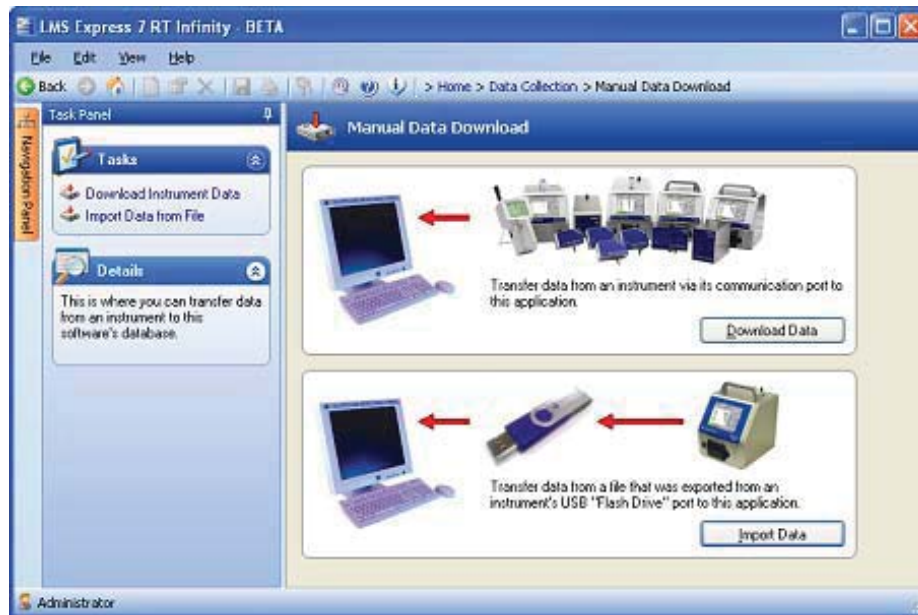 LMS Express 7 RT Infinity - BETA
File Edit View Help
Back > Home > Data Collection > Manual Data Download
Navigation Panel
Task Panel
Tasks
Download Instrument Data
Import Data from File
Details
This is where you can transfer data
from an instrument to this
software's database.
Manual Data Download
Transfer data from an instrument via its communication port to
this application.
Download Data
Transfer data from a file that was exported from an
instrument's USB "Flash Drive" port to this application.
Import Data
Administrator